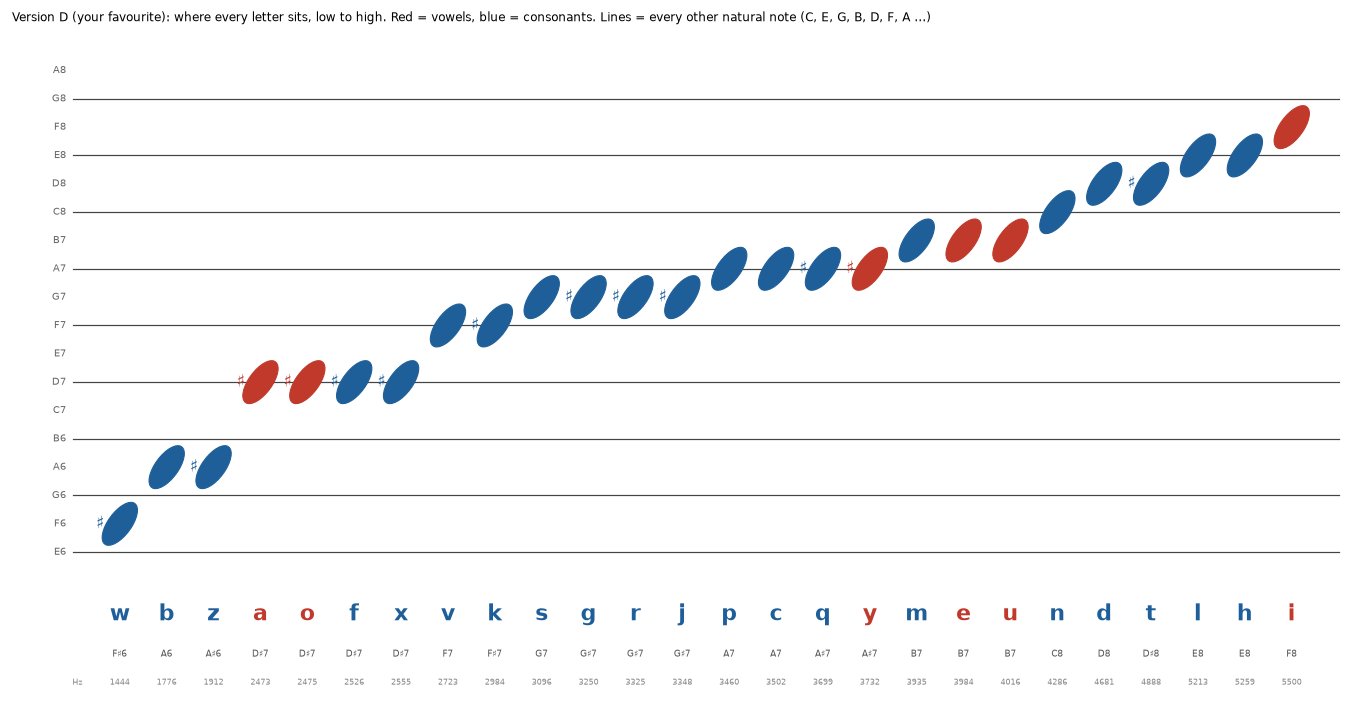 Version D (your favourite): where every letter sits, low to high. Red = vowels, blue = consonants. Lines = every other natural note (C, E, G, B, D, F, A ...)
A8
G8
F8
E8
D8
♯
C8
B7
A7
♯ ♯
G7
♯ ♯ ♯
F7
♯
E7
D7
♯ ♯ ♯ ♯
C7
B6
A6
♯
G6
F6
♯
E6
w b z a o f x v k s g r j p c q y m e u n d t l h i
F♯6 A6 A♯6 D♯7 D♯7 D♯7 D♯7 F7 F♯7 G7 G♯7 G♯7 G♯7 A7 A7 A♯7 A♯7 B7 B7 B7 C8 D8 D♯8 E8 E8 F8
Hz 1444 1776 1912 2473 2475 2526 2555 2723 2984 3096 3250 3325 3348 3460 3502 3699 3732 3935 3984 4016 4286 4681 4888 5213 5259 5500